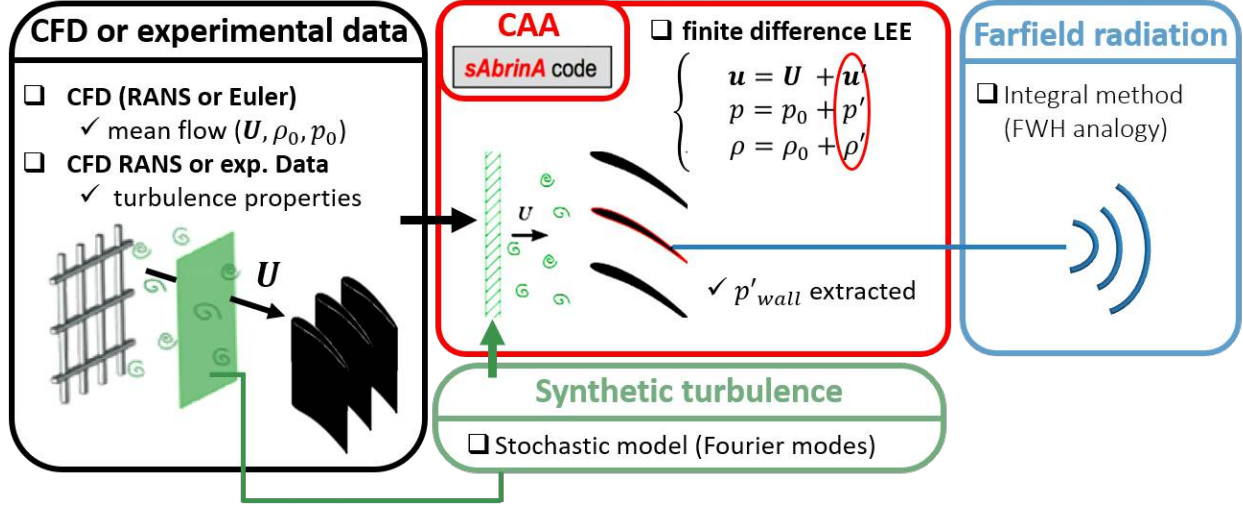 CFD or experimental data
❑ CFD (RANS or Euler)
✓ mean flow (U, ρ₀, p₀)
❑ CFD RANS or exp. Data
✓ turbulence properties
U
CAA
sAbrinA code
❑ finite difference LEE
u = U + u'
p = p₀ + p'
ρ = ρ₀ + ρ'
U
✓ p'wall extracted
Synthetic turbulence
❑ Stochastic model (Fourier modes)
Farfield radiation
❑ Integral method
(FWH analogy)